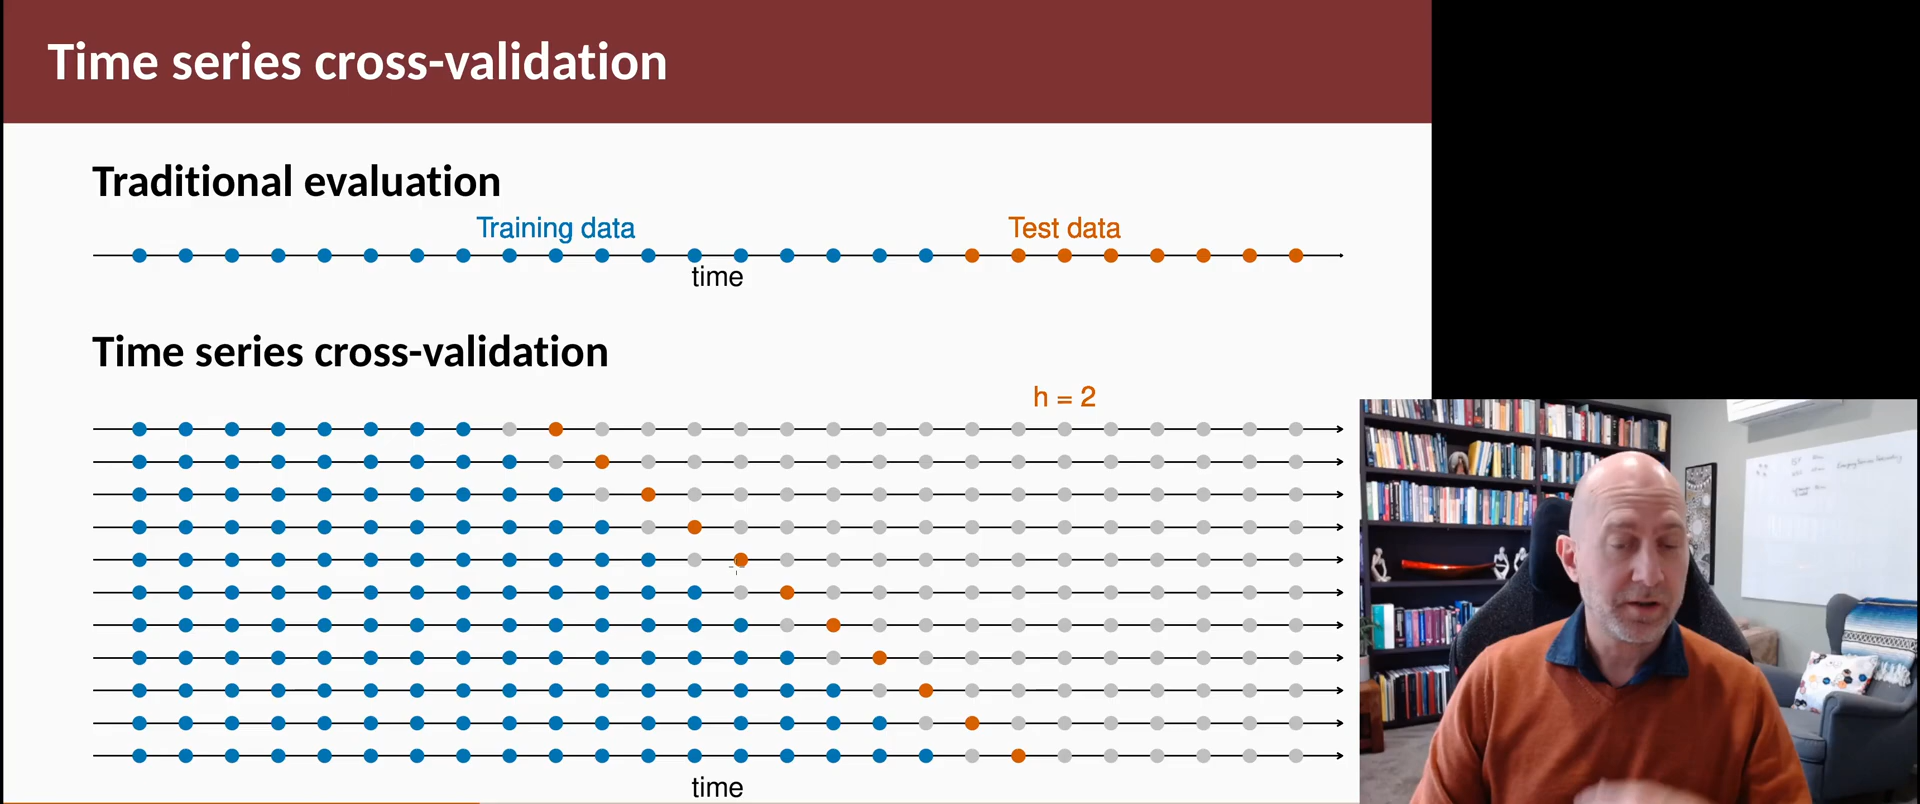 Time series cross-validation
Traditional evaluation
Training data
Test data
time
Time series cross-validation
h = 2
time